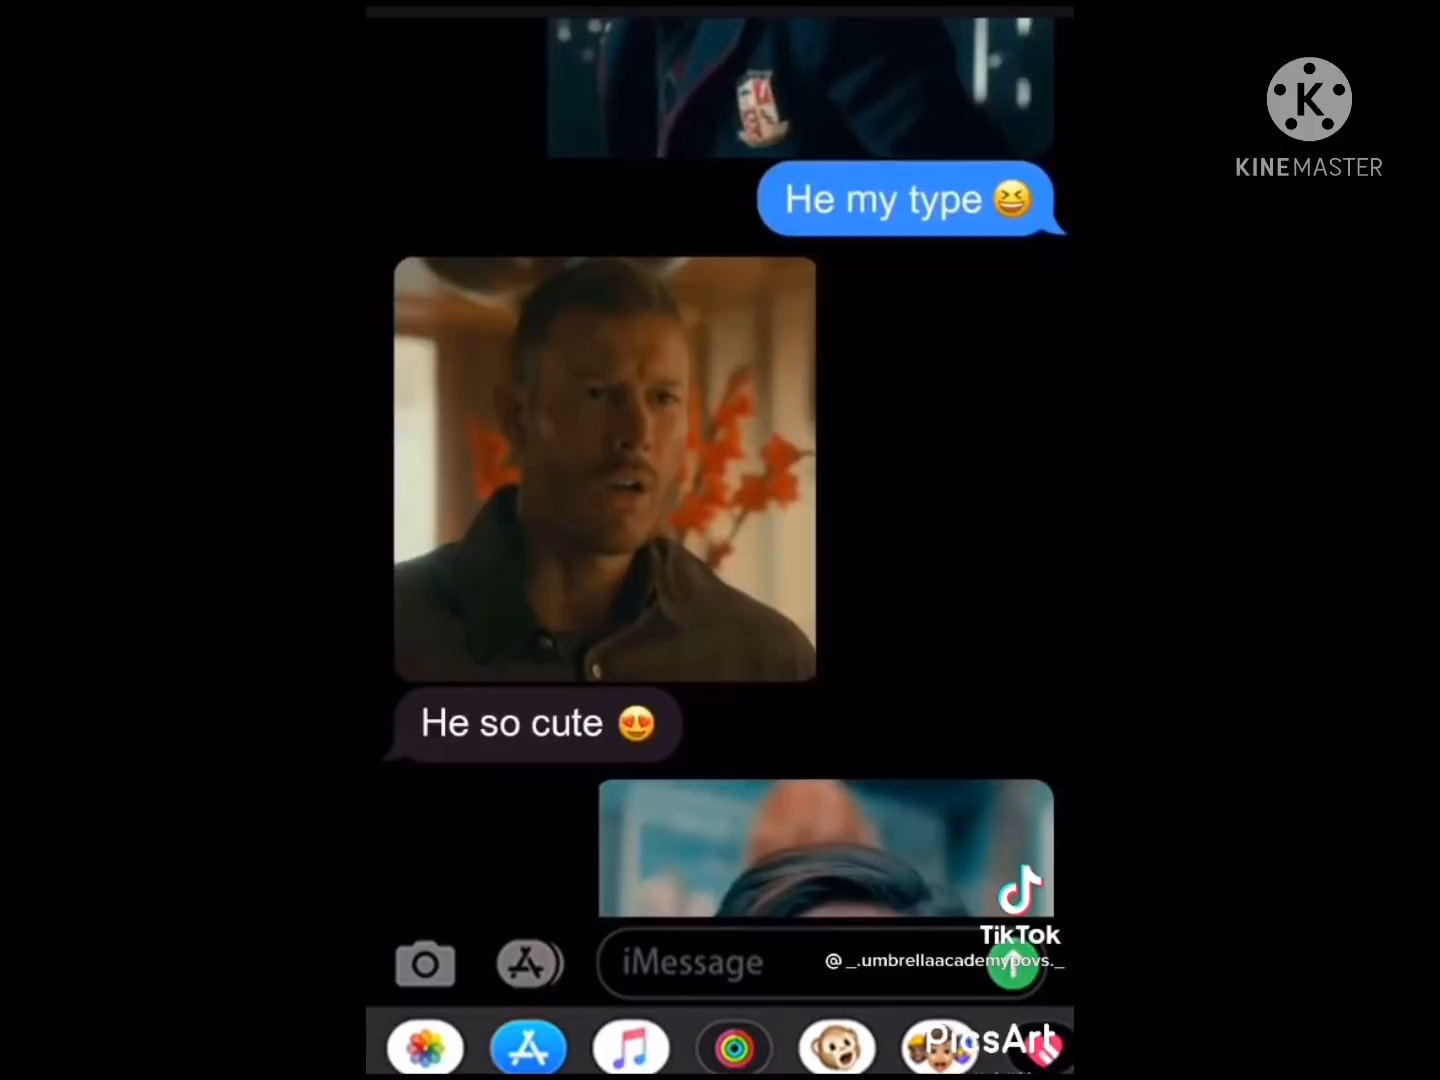 K
KINEMASTER
He my type 😆
He so cute 😍
TikTok
iMessage
@ _.umbrellaacademypovs._
PicsArt